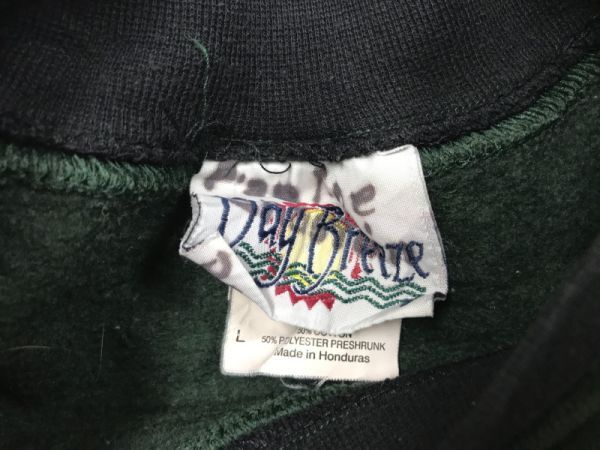 Day Breeze
50% COTTON
L 50% POLYESTER PRESHRUNK
Made in Honduras